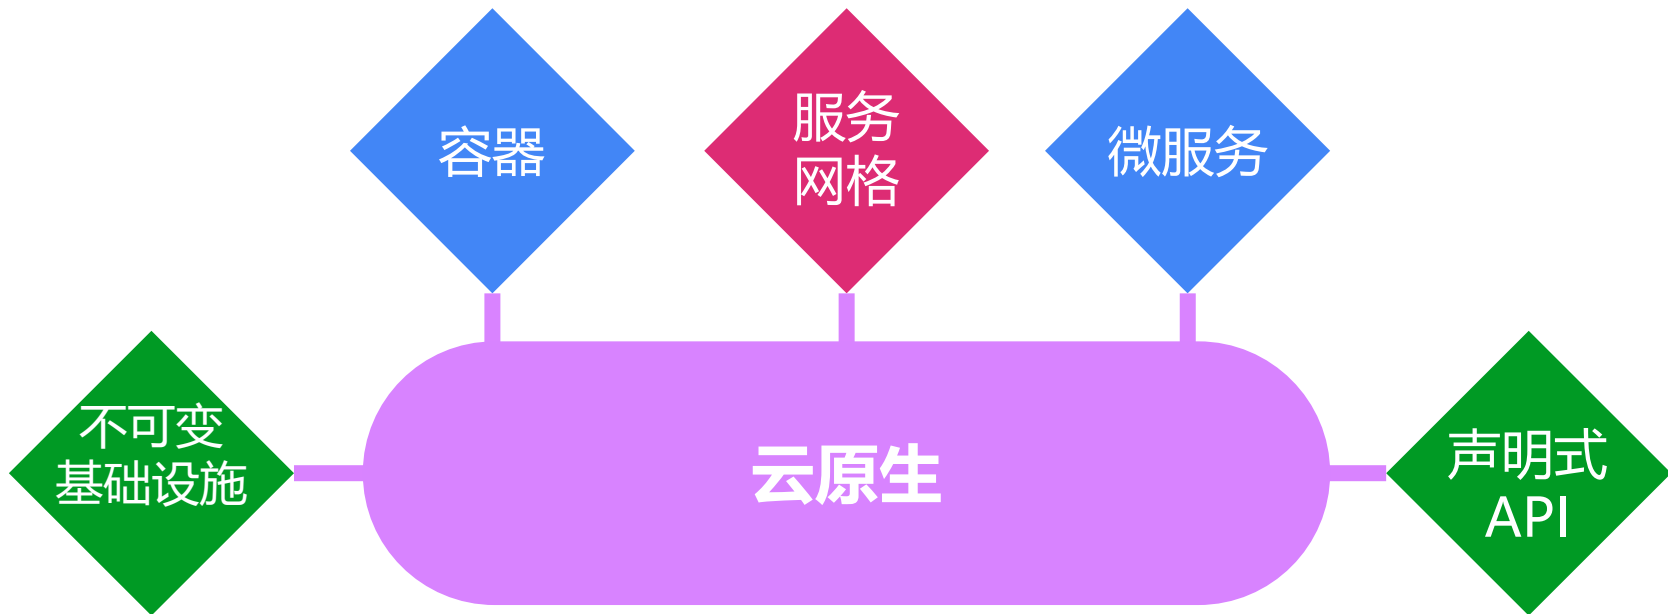 容器
服务
网格
微服务
不可变
基础设施
云原生
声明式
API